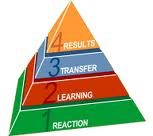 4 RESULTS
3 TRANSFER
2 LEARNING
1 REACTION